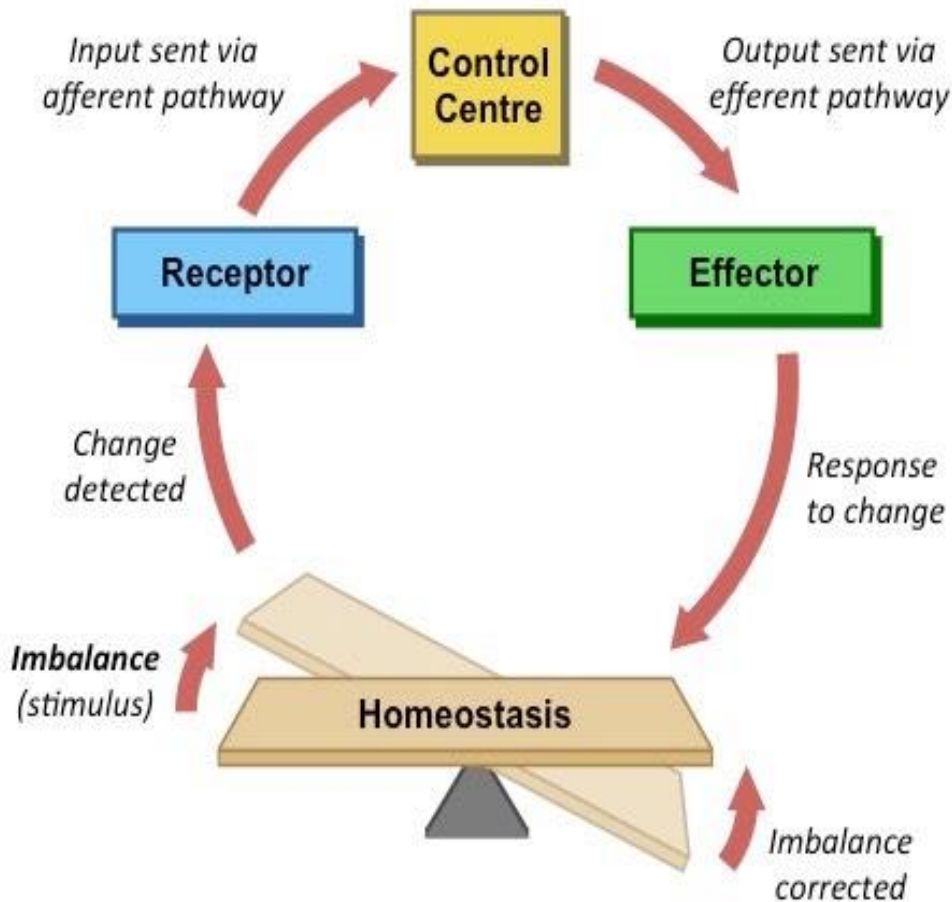 Input sent via
afferent pathway
Control
Centre
Output sent via
efferent pathway
Receptor
Effector
Change
detected
Response
to change
Imbalance
(stimulus)
Homeostasis
Imbalance
corrected